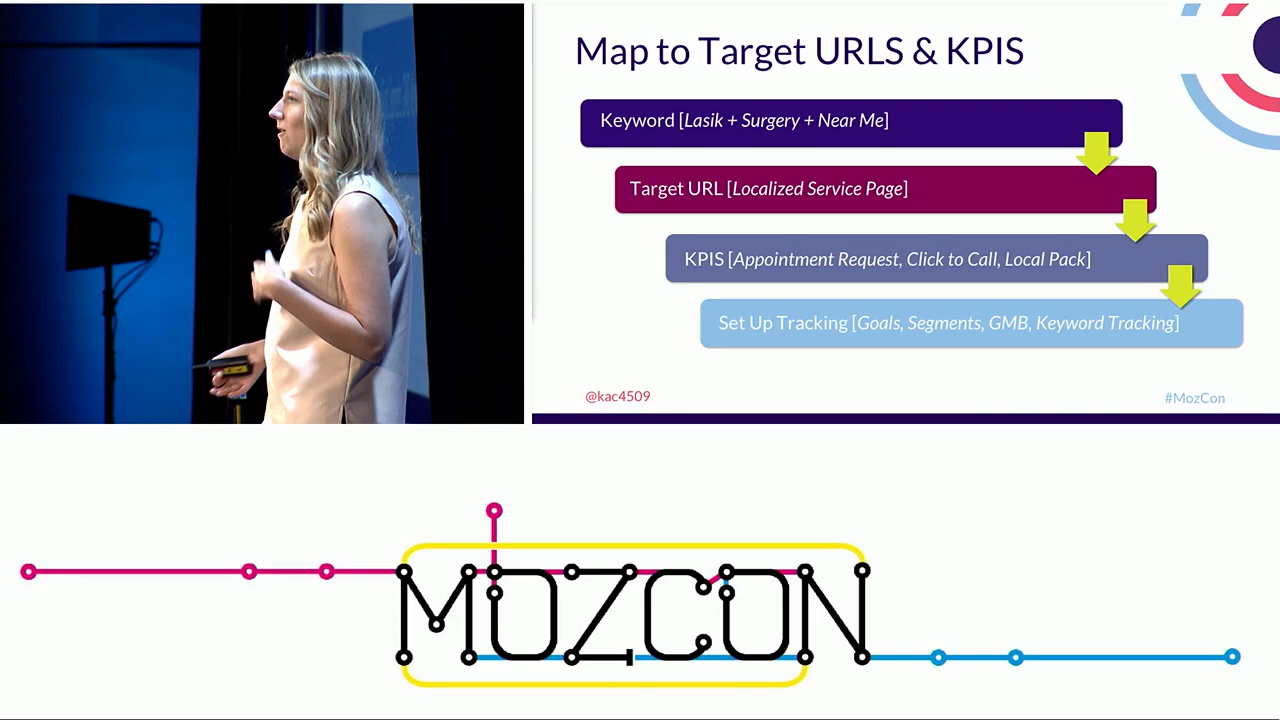 Map to Target URLS & KPIS
Keyword [Lasik + Surgery + Near Me]
Target URL [Localized Service Page]
KPIS [Appointment Request, Click to Call, Local Pack]
Set Up Tracking [Goals, Segments, GMB, Keyword Tracking]
@kac4509
#MozCon
MOZCON